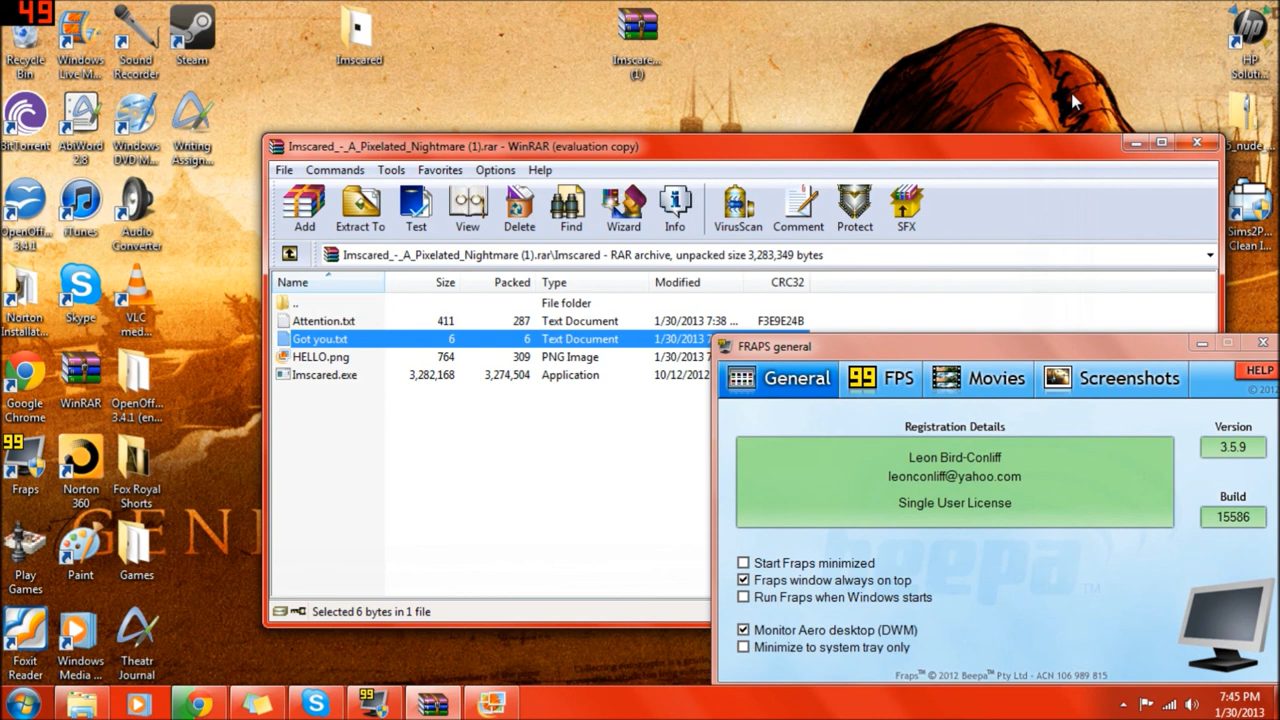 49
Recycle Bin
Windows Live M...
Sound Recorder
Steam
Imscared
Imscare... (1)
HP Soluti...
BitTorrent
AbiWord 2.8
Windows DVD M...
Writing Assign...
5_nude_...
OpenOff... 3.4.1
iTunes
Audio Converter
Sims2P... Clean I...
Norton Installat...
Skype
VLC med...
Google Chrome
WinRAR
OpenOff... 3.4.1 (en...
99
Fraps
Norton 360
Fox Royal Shorts
GENI
Play Games
Paint
Games
Foxit Reader
Windows Media ...
Theatr Journal
Imscared_-_A_Pixelated_Nightmare (1).rar - WinRAR (evaluation copy)
File Commands Tools Favorites Options Help
Add Extract To Test View Delete Find Wizard Info VirusScan Comment Protect SFX
Imscared_-_A_Pixelated_Nightmare (1).rar\Imscared - RAR archive, unpacked size 3,283,349 bytes
Name Size Packed Type Modified CRC32
.. File folder
Attention.txt 411 287 Text Document 1/30/2013 7:38 ... F3E9E24B
Got you.txt 6 6 Text Document 1/30/2013 7
HELLO.png 764 309 PNG Image 1/30/2013 7
Imscared.exe 3,282,168 3,274,504 Application 10/12/2012
Selected 6 bytes in 1 file
FRAPS general
General 99 FPS Movies Screenshots HELP
© 2012
Registration Details
Version
Leon Bird-Conliff
3.5.9
leonconliff@yahoo.com
Single User License
Build
15586
beepa™
Start Fraps minimized
Fraps window always on top
Run Fraps when Windows starts
Monitor Aero desktop (DWM)
Minimize to system tray only
Fraps™ © 2012 Beepa™ Pty Ltd - ACN 106 989 815
99
7:45 PM
1/30/2013